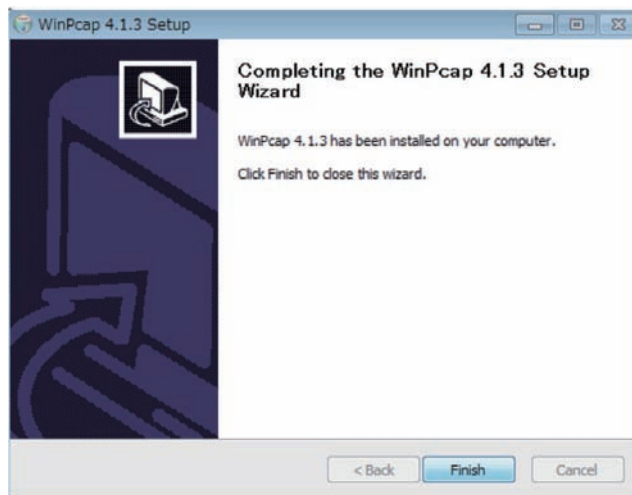 WinPcap 4.1.3 Setup
Completing the WinPcap 4.1.3 Setup
Wizard
WinPcap 4.1.3 has been installed on your computer.
Click Finish to close this wizard.
< Back
Finish
Cancel